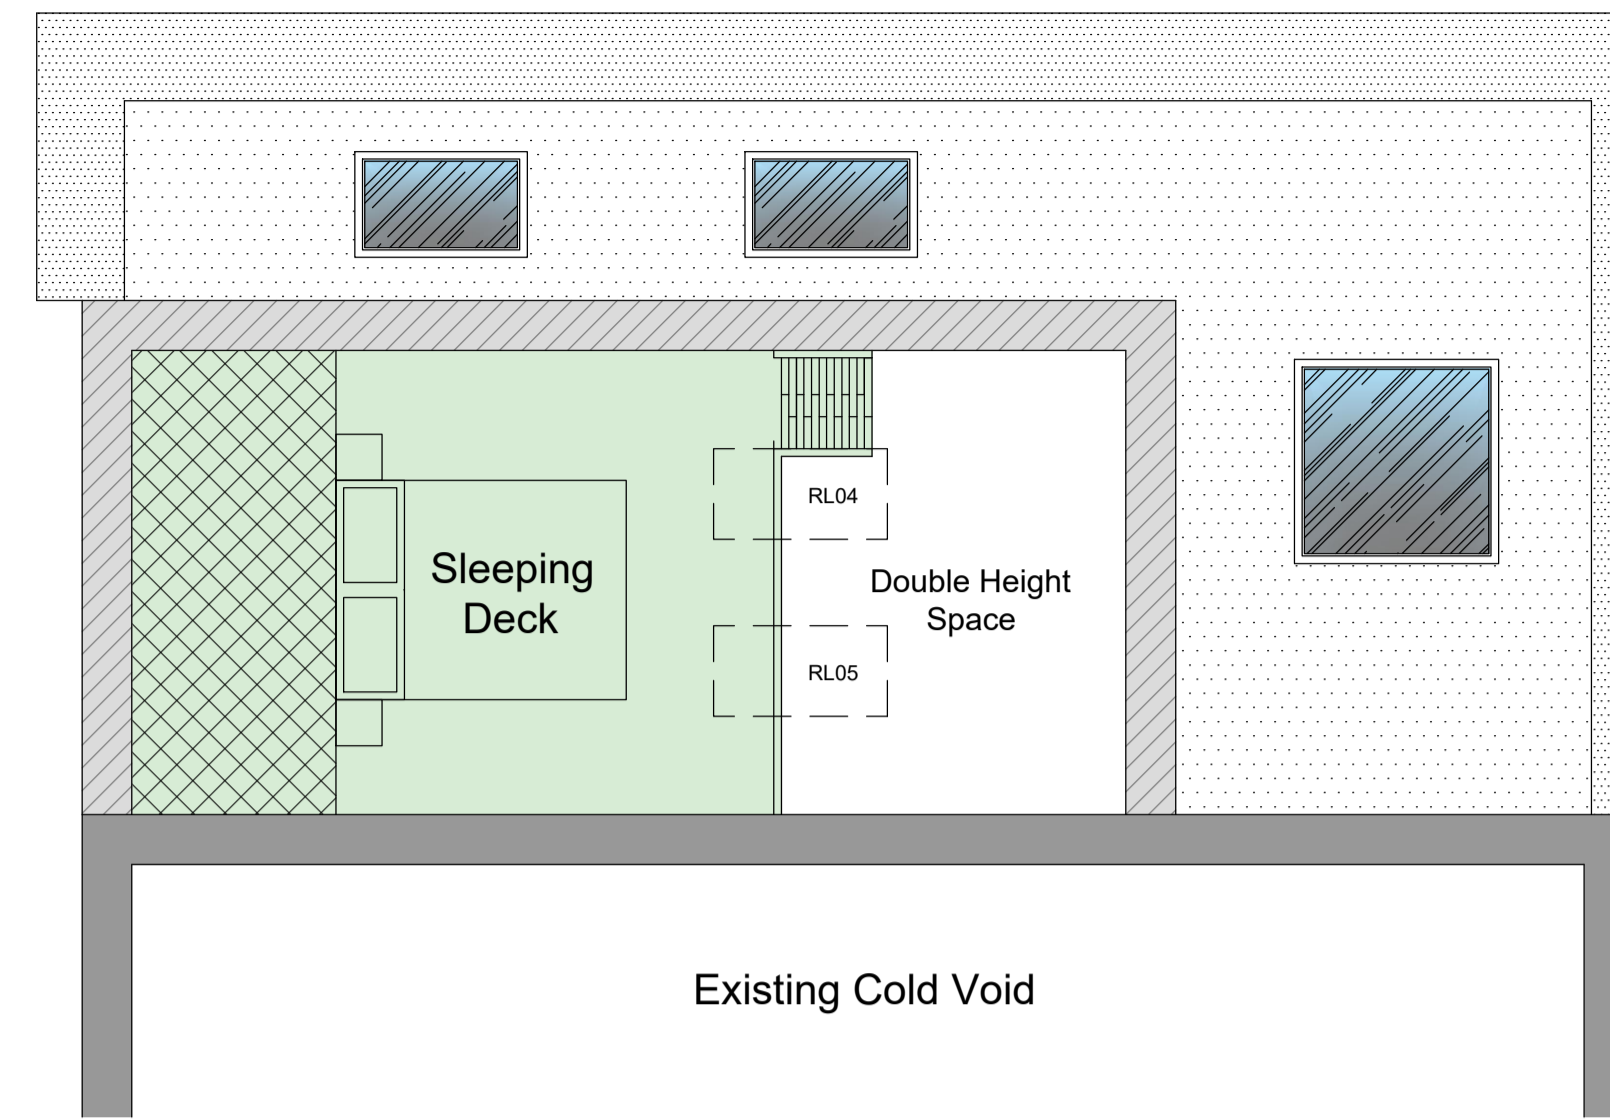 RL04
Sleeping
Deck
Double Height
Space
RL05
Existing Cold Void